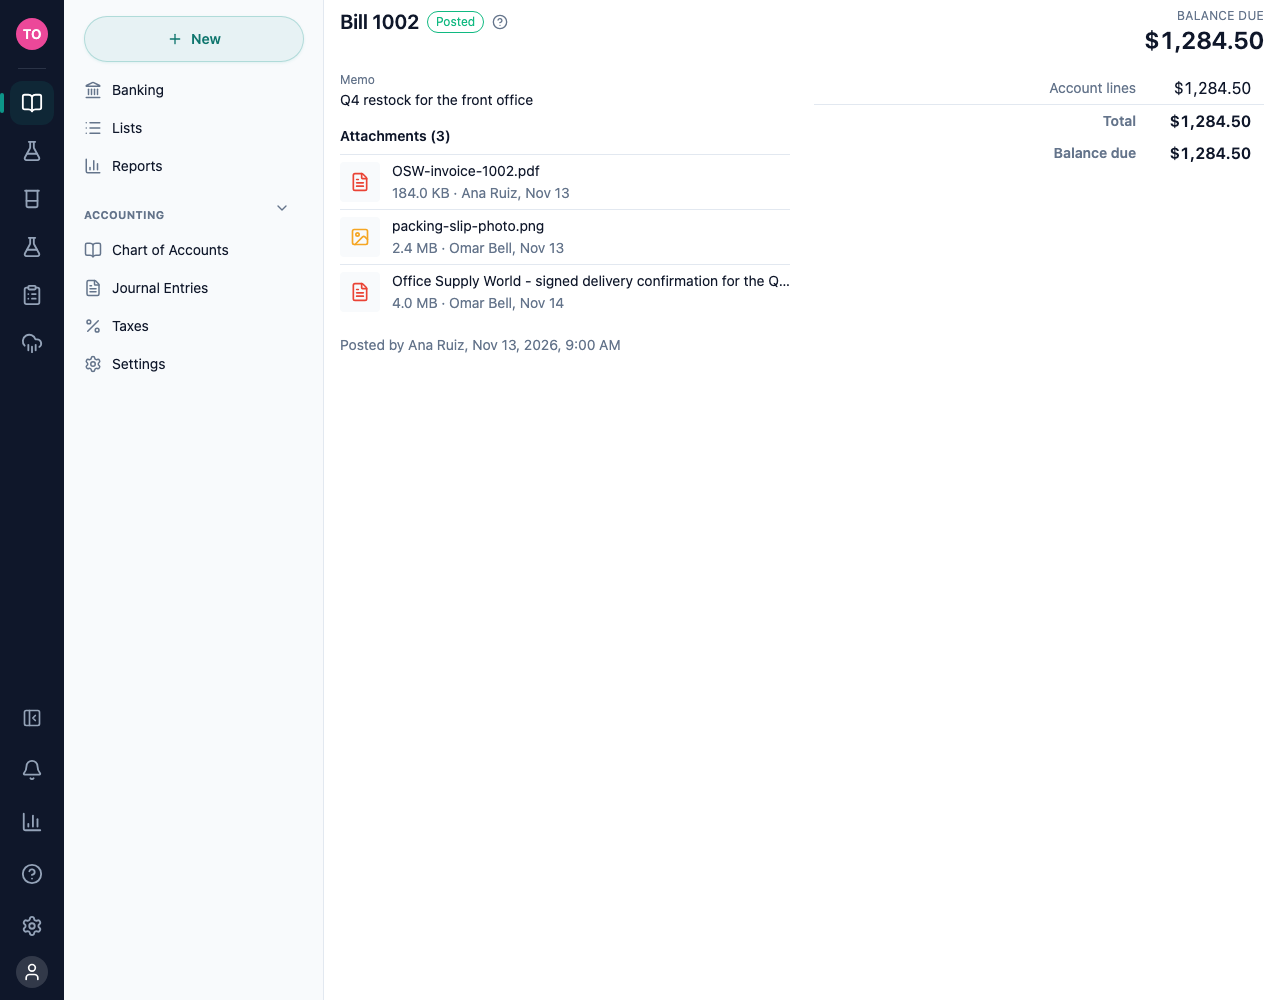 TO
New
Banking
Lists
Reports
ACCOUNTING
Chart of Accounts
Journal Entries
Taxes
Settings
Bill 1002
Posted
BALANCE DUE
$1,284.50
Memo
Q4 restock for the front office
Attachments (3)
OSW-invoice-1002.pdf
184.0 KB · Ana Ruiz, Nov 13
packing-slip-photo.png
2.4 MB · Omar Bell, Nov 13
Office Supply World - signed delivery confirmation for the Q...
4.0 MB · Omar Bell, Nov 14
Posted by Ana Ruiz, Nov 13, 2026, 9:00 AM
Account lines $1,284.50
Total $1,284.50
Balance due $1,284.50